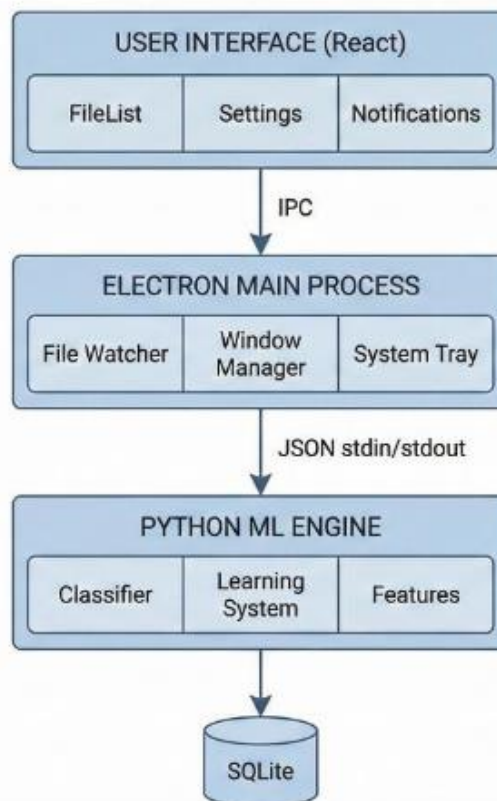 USER INTERFACE (React)
FileList
Settings
Notifications
IPC
ELECTRON MAIN PROCESS
File Watcher
Window
Manager
System Tray
JSON stdin/stdout
PYTHON ML ENGINE
Classifier
Learning
System
Features
SQLite